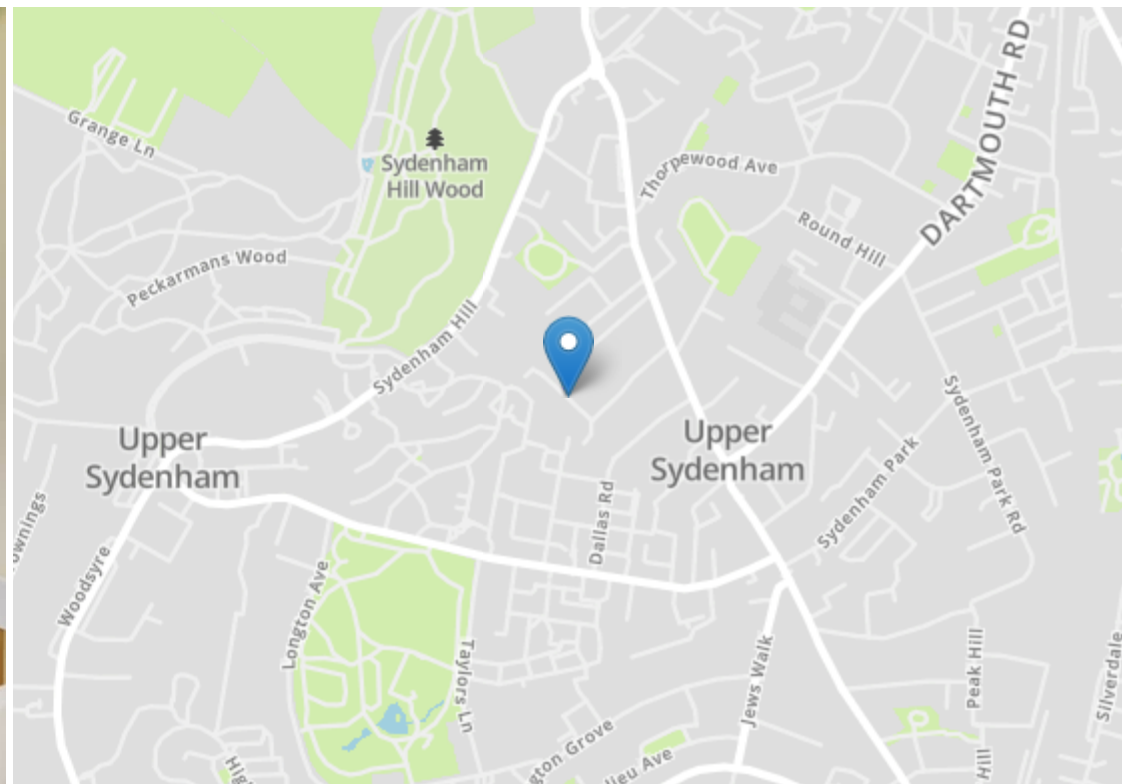 DARTMOUTH RD
Grange Ln
Sydenham
Hill Wood
Thorpewood Ave
Round Hill
Peckarmans Wood
Sydenham Hill
Upper
Sydenham
Upper
Sydenham
Sydenham Park
Sydenham Park Rd
Dallas Rd
Woodsyre
Longton Ave
Taylors Ln
Jews Walk
Peak Hill
Silverdale
Hill